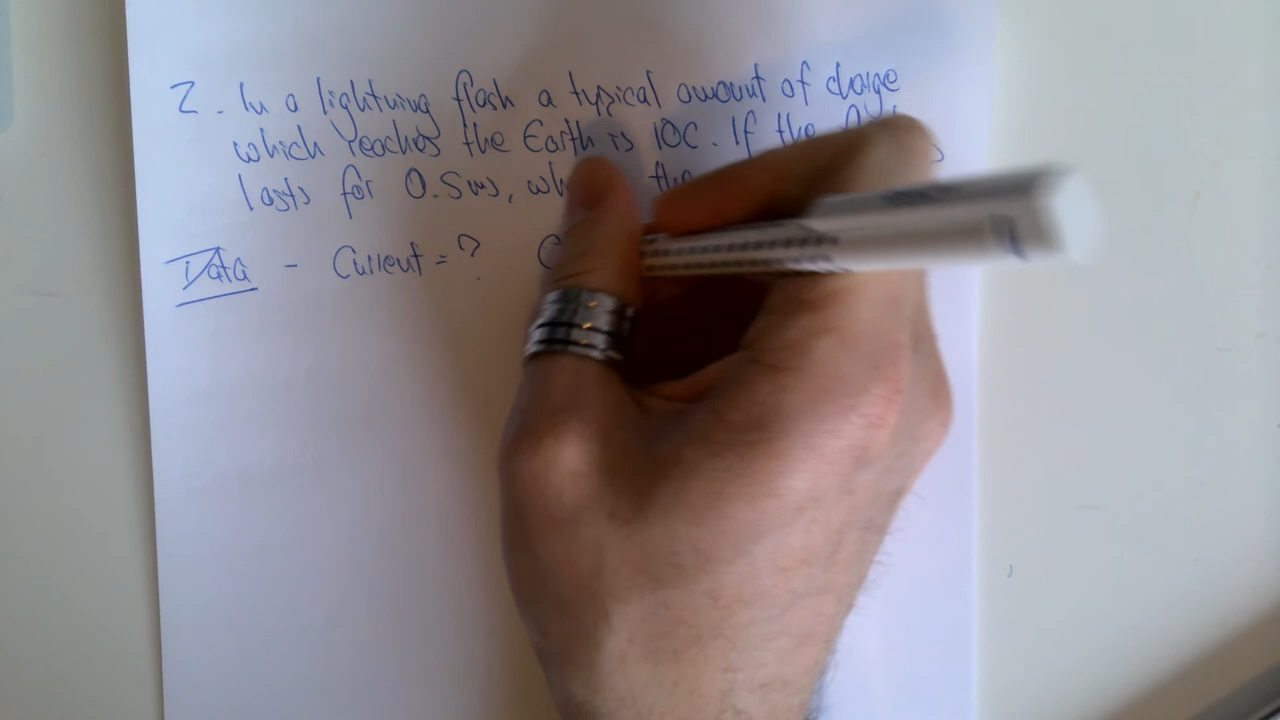 2. In a lightning flash a typical amount of charge
which reaches the Earth is 10C. If the
lasts for 0.5ms, the
Data - Current = ? C